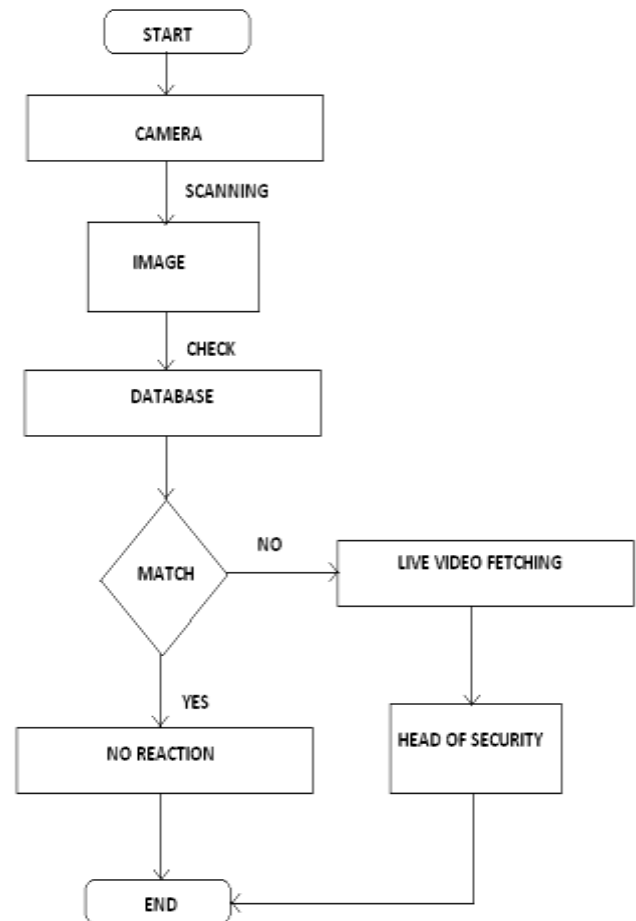 START
CAMERA
SCANNING
IMAGE
CHECK
DATABASE
MATCH
NO
LIVE VIDEO FETCHING
YES
NO REACTION
HEAD OF SECURITY
END